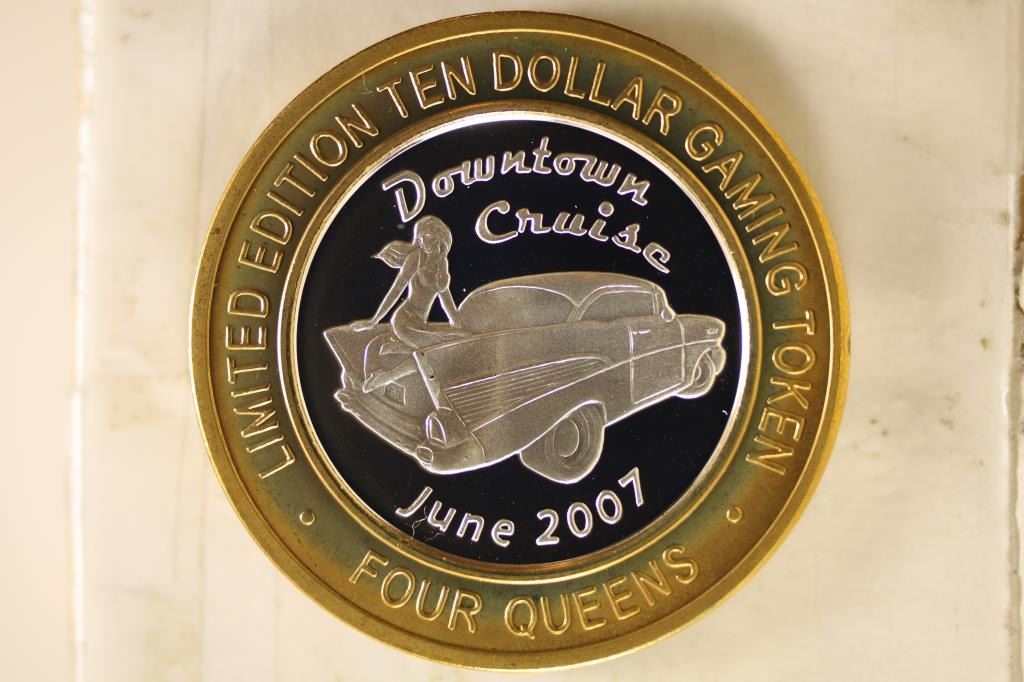 LIMITED EDITION TEN DOLLAR GAMING TOKEN
Downtown
Cruise
June 2007
FOUR QUEENS